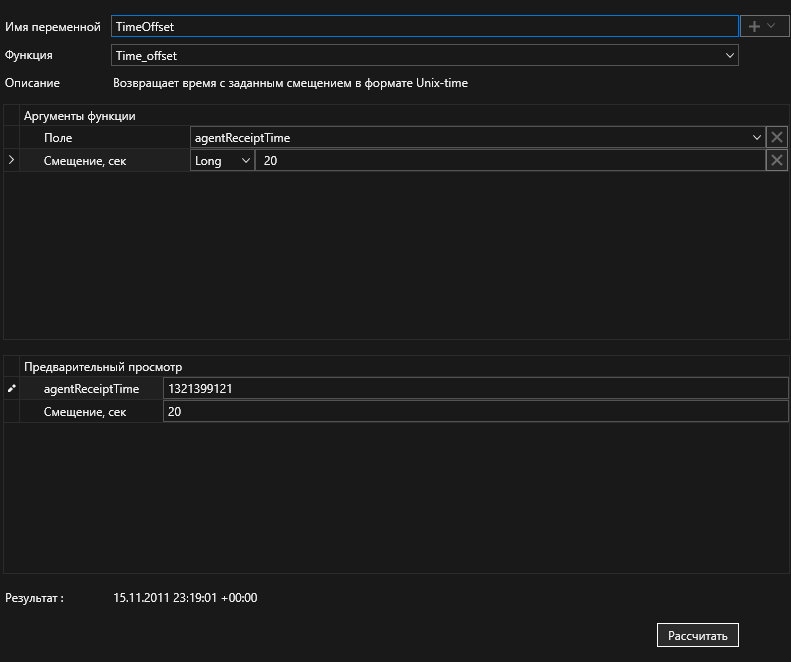 Имя переменной TimeOffset
Функция Time_offset
Описание Возвращает время с заданным смещением в формате Unix-time
Аргументы функции
Поле agentReceiptTime
Смещение, сек Long 20
Предварительный просмотр
agentReceiptTime 1321399121
Смещение, сек 20
Результат : 15.11.2011 23:19:01 +00:00
Рассчитать